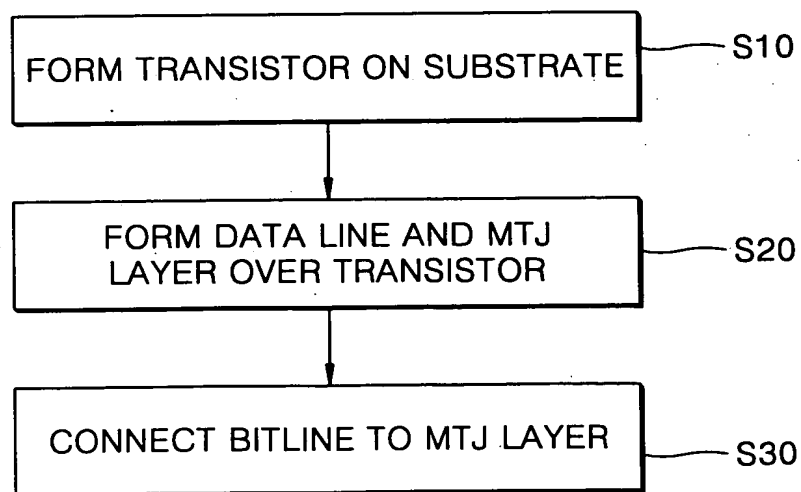 FORM TRANSISTOR ON SUBSTRATE
S10
FORM DATA LINE AND MTJ
LAYER OVER TRANSISTOR
S20
CONNECT BITLINE TO MTJ LAYER
S30